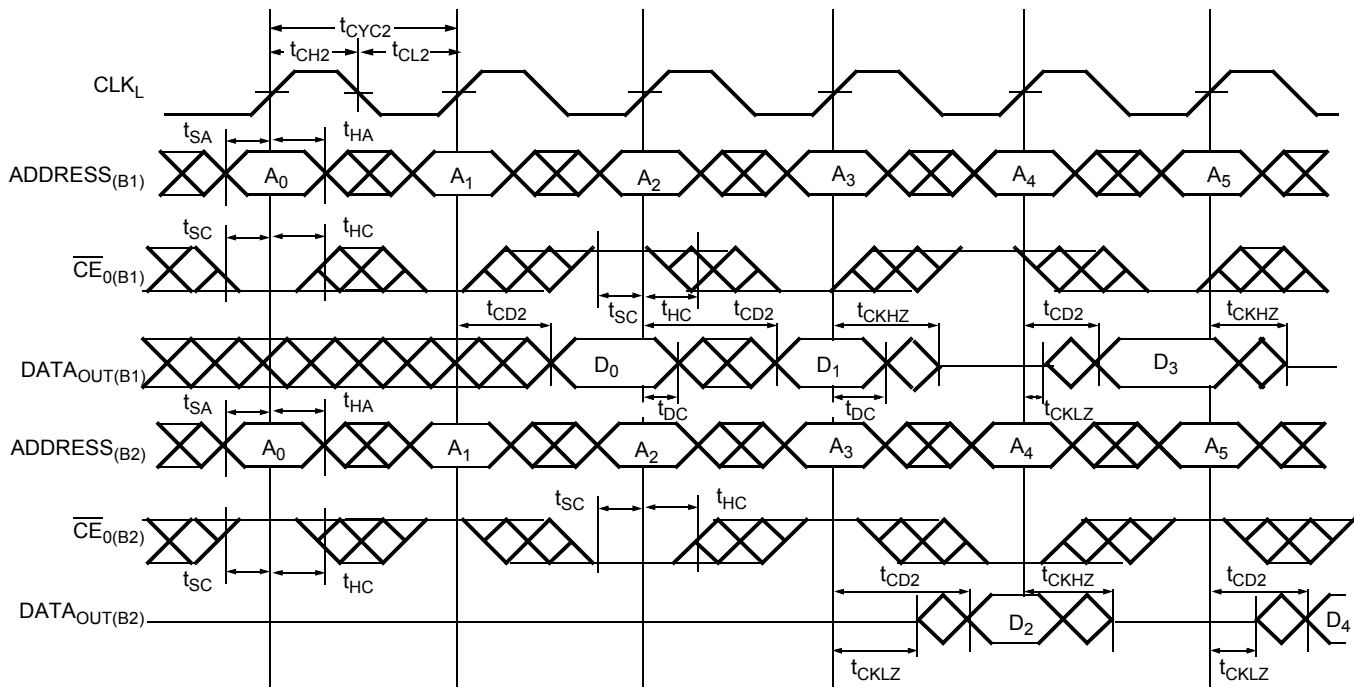 tCYC2
tCH2 tCL2
CLKL
tSA tHA
ADDRESS(B1) A0 A1 A2 A3 A4 A5
tSC tHC
CE0(B1)
tCD2 tSC tHC tCD2 tCKHZ tCD2 tCKHZ
DATAOUT(B1) D0 D1 D3
tSA tHA tDC tDC tCKLZ
ADDRESS(B2) A0 A1 A2 A3 A4 A5
tSC tHC
CE0(B2)
tSC tHC tCD2 tCKHZ tCD2
DATAOUT(B2) D2 D4
tCKLZ tCKLZ